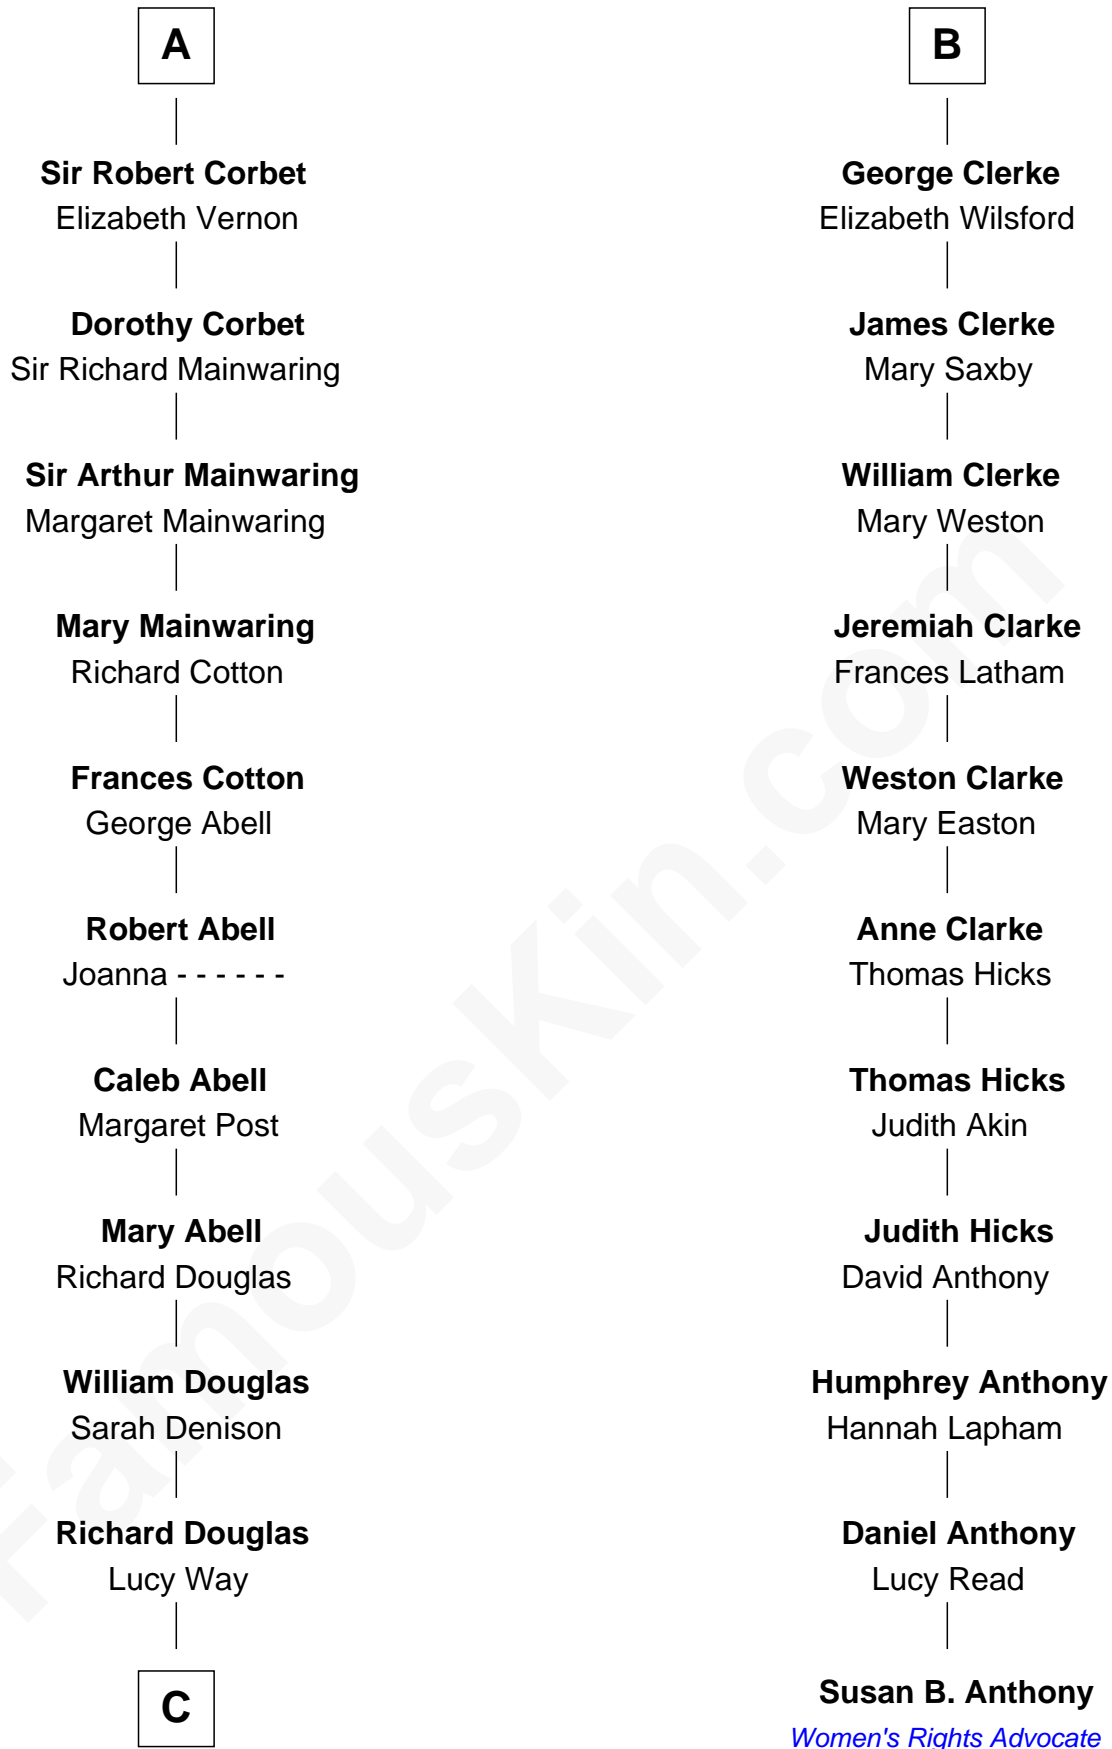 A
Sir Robert Corbet
Elizabeth Vernon
Dorothy Corbet
Sir Richard Mainwaring
Sir Arthur Mainwaring
Margaret Mainwaring
Mary Mainwaring
Richard Cotton
Frances Cotton
George Abell
Robert Abell
Joanna - - - - - -
Caleb Abell
Margaret Post
Mary Abell
Richard Douglas
William Douglas
Sarah Denison
Richard Douglas
Lucy Way
C
B
George Clerke
Elizabeth Wilsford
James Clerke
Mary Saxby
William Clerke
Mary Weston
Jeremiah Clarke
Frances Latham
Weston Clarke
Mary Easton
Anne Clarke
Thomas Hicks
Thomas Hicks
Judith Akin
Judith Hicks
David Anthony
Humphrey Anthony
Hannah Lapham
Daniel Anthony
Lucy Read
Susan B. Anthony
Women's Rights Advocate
FamousKin.com